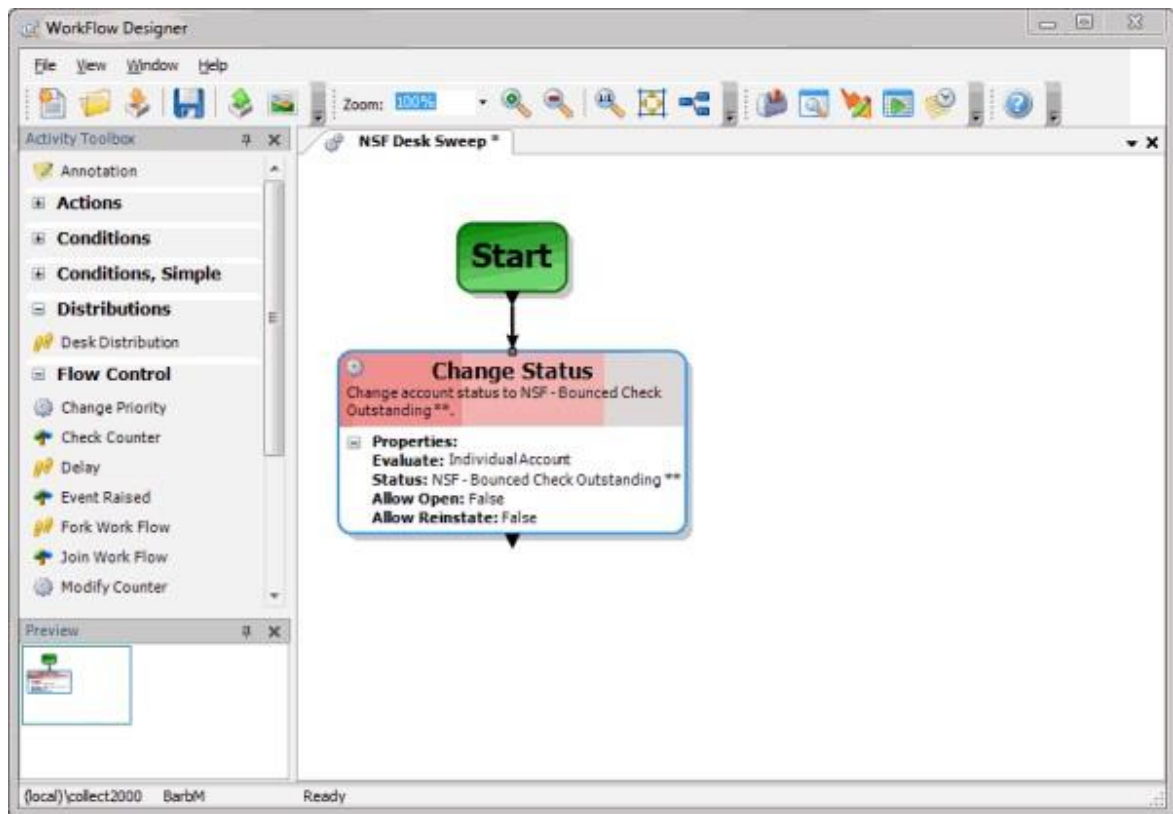 WorkFlow Designer
File View Window Help
Zoom: 100%
Activity Toolbox
NSF Desk Sweep *
Annotation
Actions
Conditions
Conditions, Simple
Distributions
Desk Distribution
Flow Control
Change Priority
Check Counter
Delay
Event Raised
Fork Work Flow
Join Work Flow
Modify Counter
Preview
Start
Change Status
Change account status to NSF - Bounced Check
Outstanding **.
Properties:
Evaluate: Individual Account
Status: NSF - Bounced Check Outstanding **
Allow Open: False
Allow Reinstate: False
(local)\collect2000 BarbM Ready